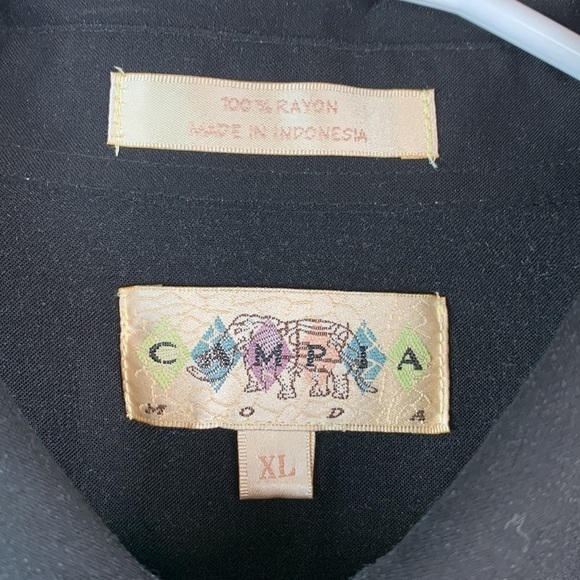 100% RAYON
MADE IN INDONESIA
CAMPIA
MODA
XL